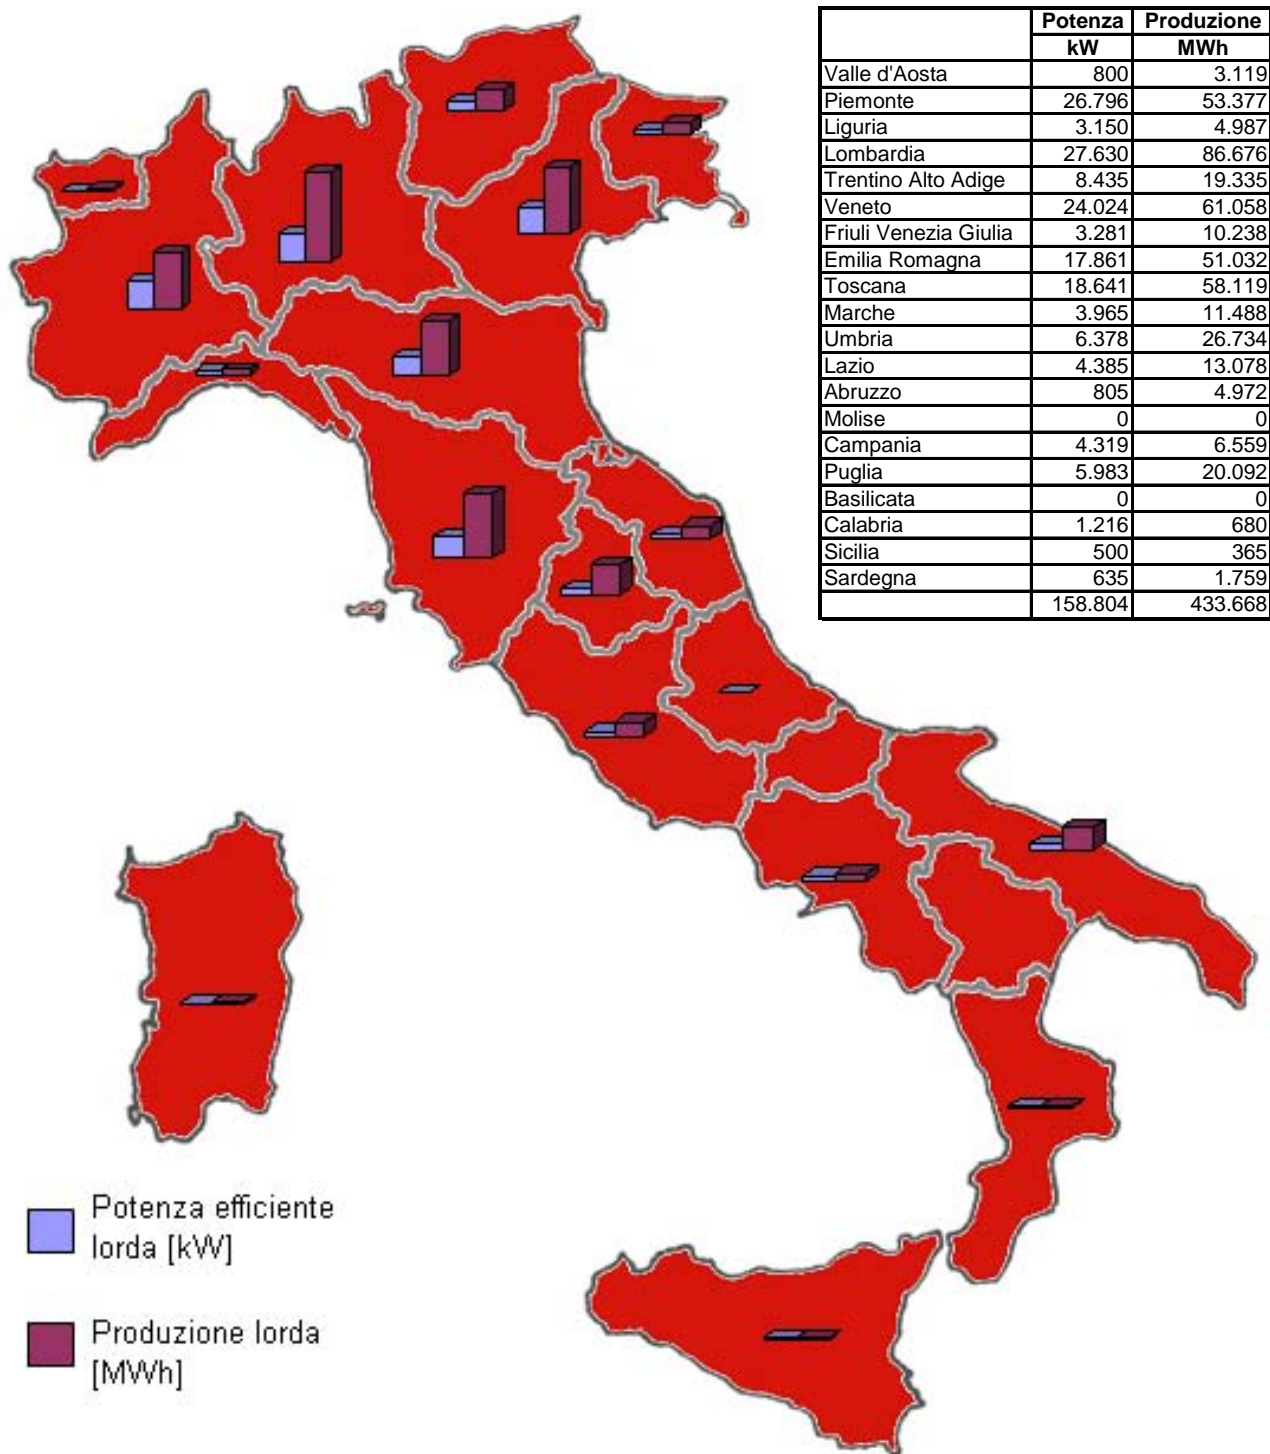 Potenza Produzione
kW MWh
Valle d'Aosta 800 3.119
Piemonte 26.796 53.377
Liguria 3.150 4.987
Lombardia 27.630 86.676
Trentino Alto Adige 8.435 19.335
Veneto 24.024 61.058
Friuli Venezia Giulia 3.281 10.238
Emilia Romagna 17.861 51.032
Toscana 18.641 58.119
Marche 3.965 11.488
Umbria 6.378 26.734
Lazio 4.385 13.078
Abruzzo 805 4.972
Molise 0 0
Campania 4.319 6.559
Puglia 5.983 20.092
Basilicata 0 0
Calabria 1.216 680
Sicilia 500 365
Sardegna 635 1.759
158.804 433.668
Potenza efficiente
lorda [kW]
Produzione lorda
[MWh]